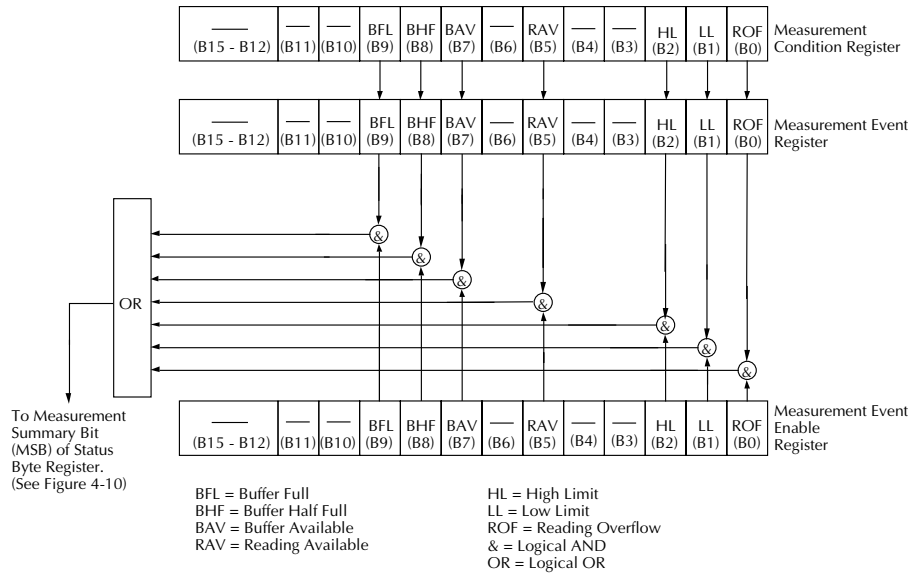 —— — — BFL BHF BAV — RAV — — HL LL ROF
(B15 - B12) (B11) (B10) (B9) (B8) (B7) (B6) (B5) (B4) (B3) (B2) (B1) (B0)
Measurement
Condition Register
—— — — BFL BHF BAV — RAV — — HL LL ROF
(B15 - B12) (B11) (B10) (B9) (B8) (B7) (B6) (B5) (B4) (B3) (B2) (B1) (B0)
Measurement Event
Register
&
&
&
&
&
&
&
OR
To Measurement
Summary Bit
(MSB) of Status
Byte Register.
(See Figure 4-10)
—— — — BFL BHF BAV — RAV — — HL LL ROF
(B15 - B12) (B11) (B10) (B9) (B8) (B7) (B6) (B5) (B4) (B3) (B2) (B1) (B0)
Measurement Event
Enable
Register
BFL = Buffer Full
BHF = Buffer Half Full
BAV = Buffer Available
RAV = Reading Available
HL = High Limit
LL = Low Limit
ROF = Reading Overflow
& = Logical AND
OR = Logical OR